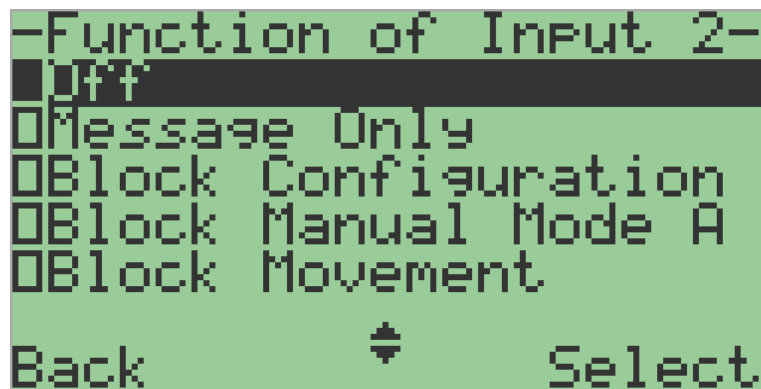 -Function of Input 2-
Off
Message Only
Block Configuration
Block Manual Mode A
Block Movement
Back Select